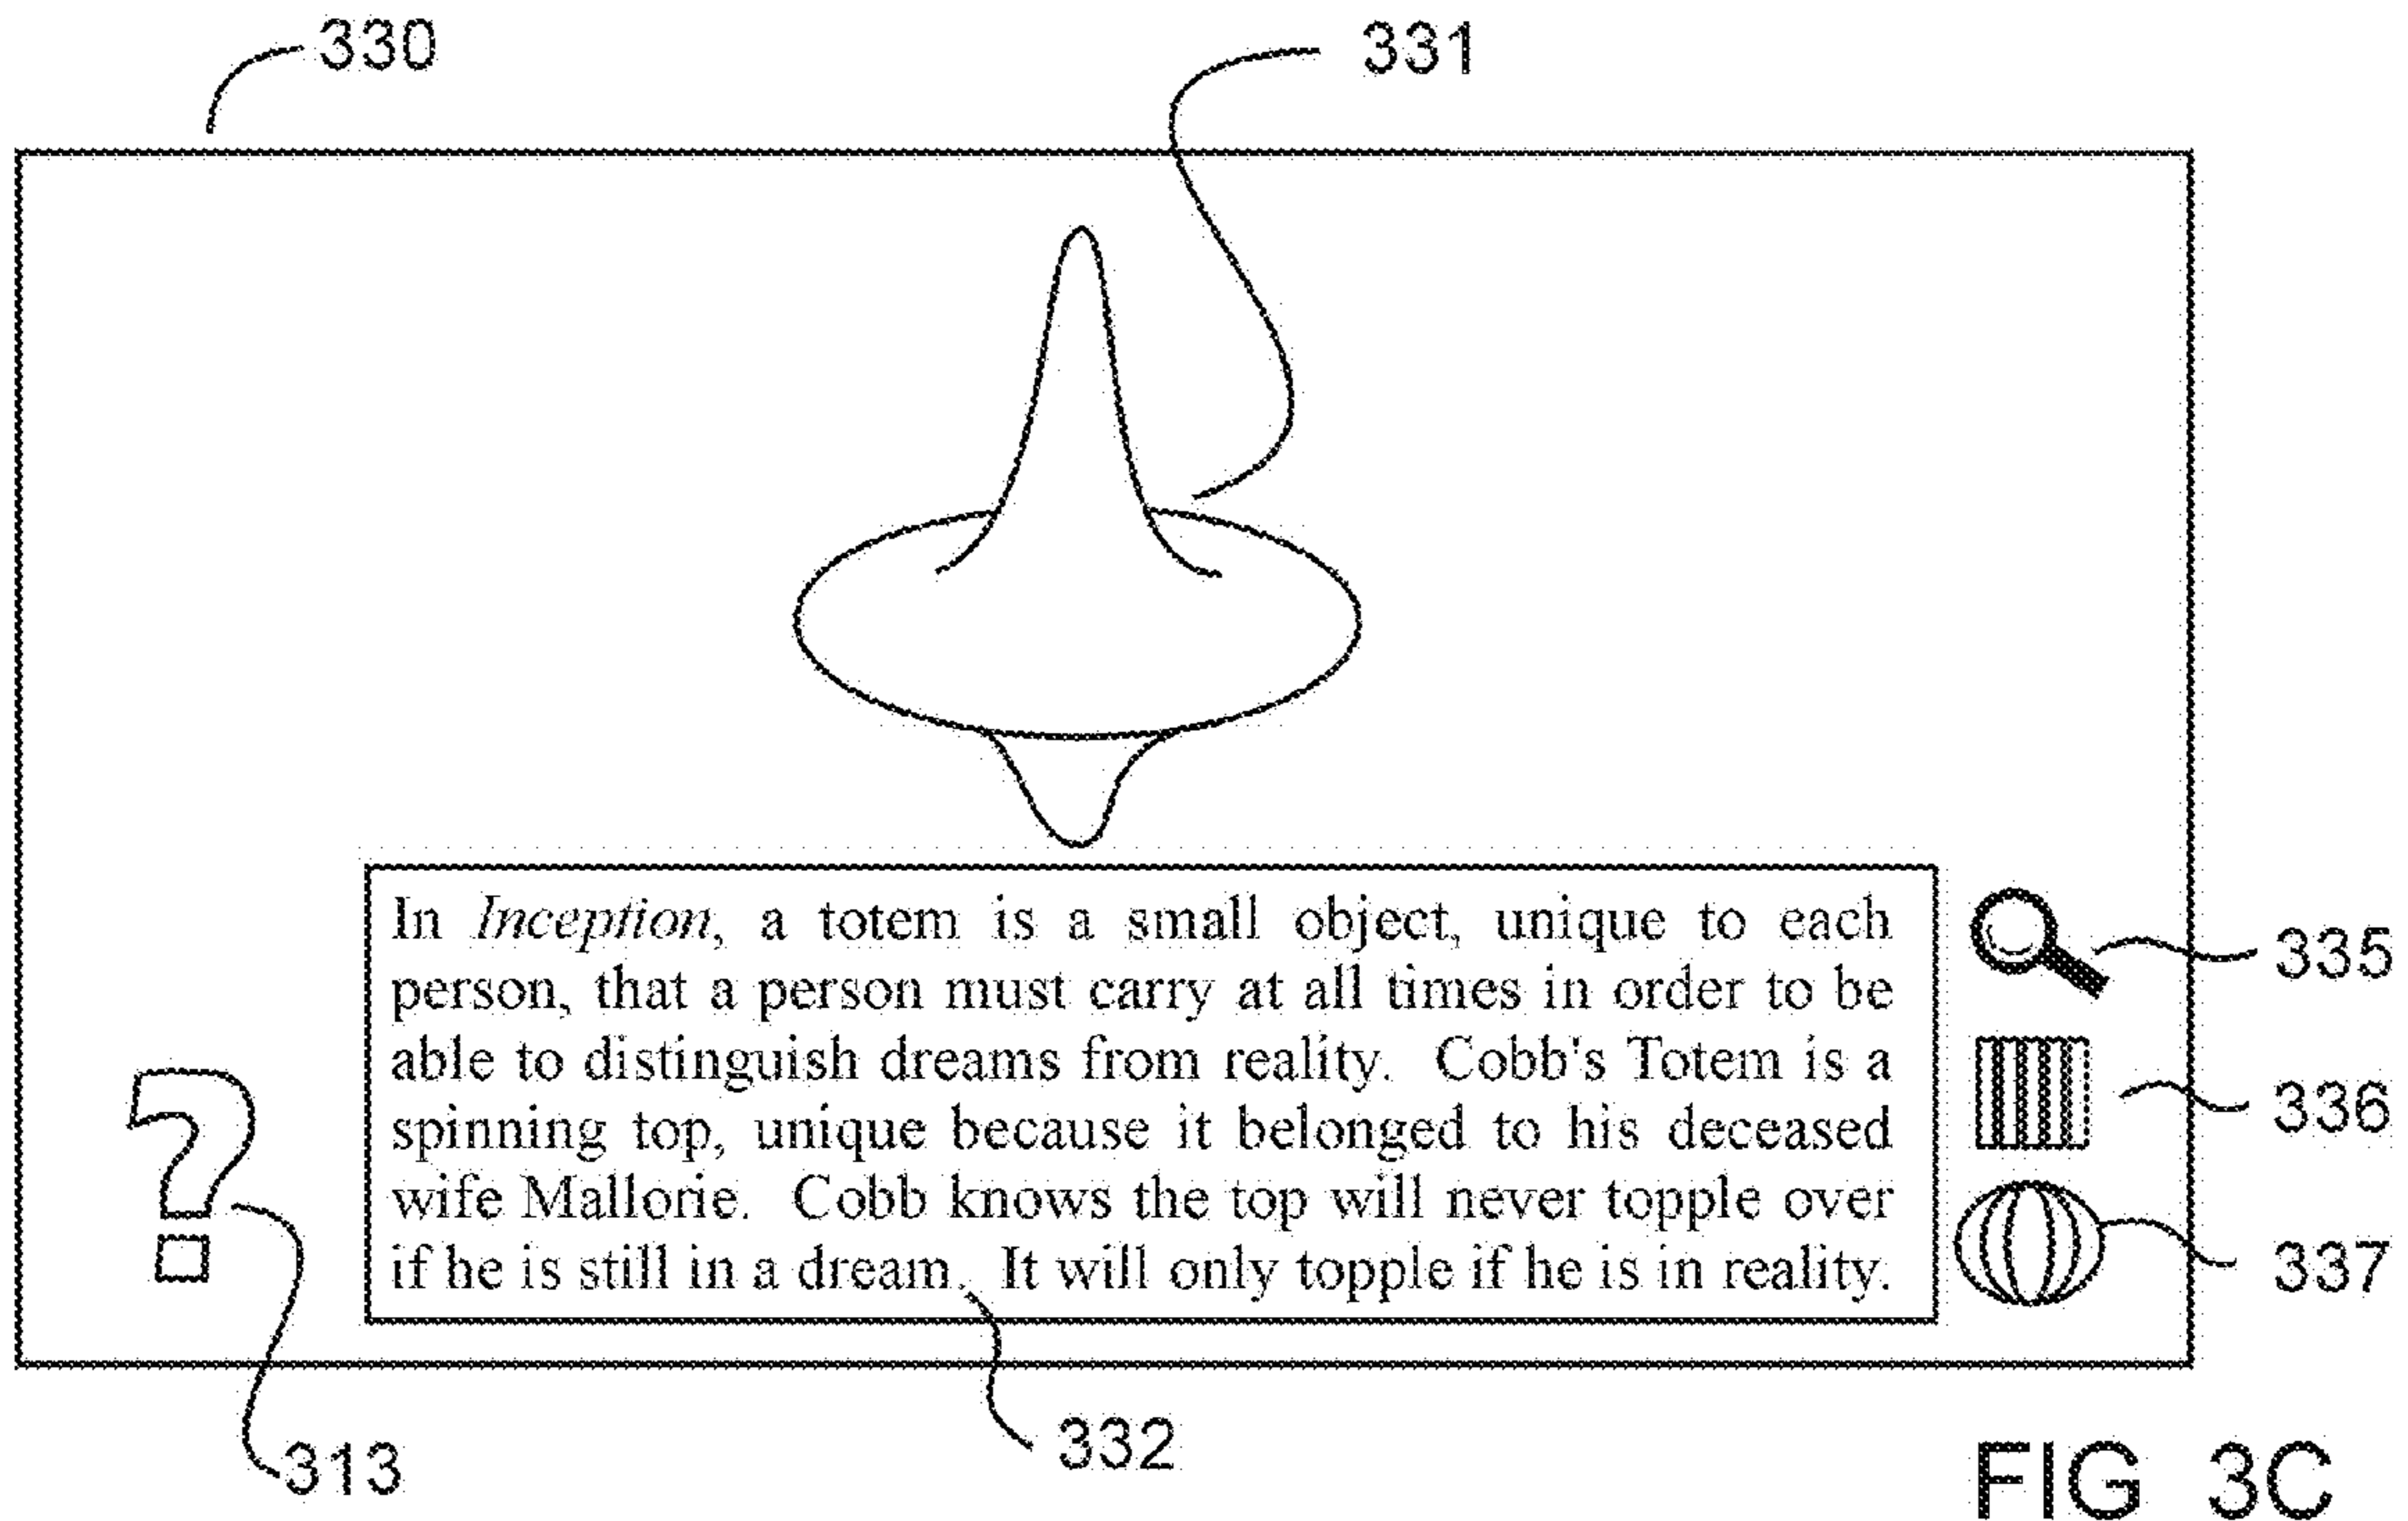 330
331
In Inception, a totem is a small object, unique to each
person, that a person must carry at all times in order to be
able to distinguish dreams from reality. Cobb's Totem is a
spinning top, unique because it belonged to his deceased
wife Mallorie. Cobb knows the top will never topple over
if he is still in a dream. It will only topple if he is in reality.
335
336
337
?
313
332
FIG 3C